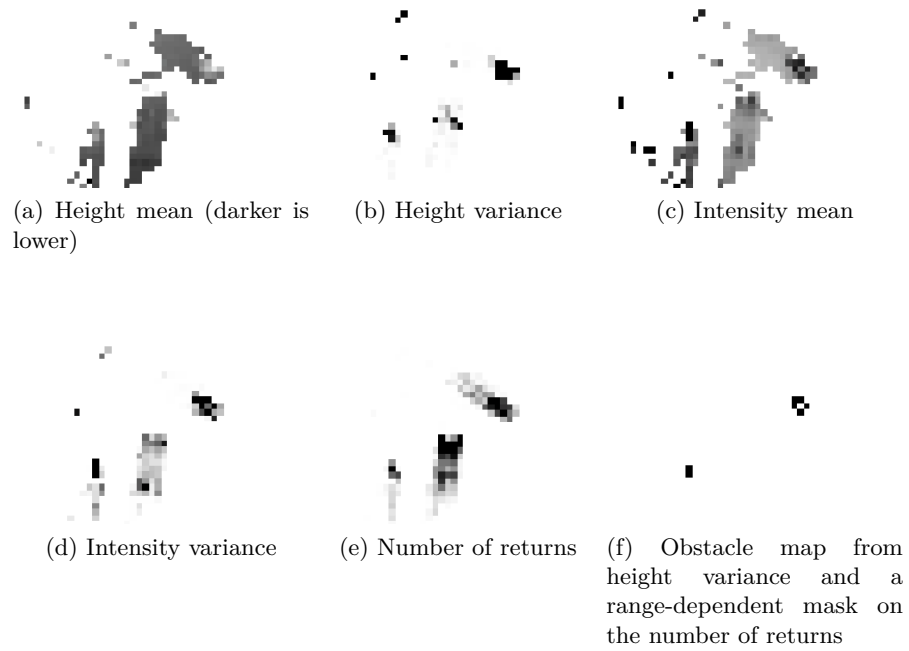 (a) Height mean (darker is
lower)
(b) Height variance
(c) Intensity mean
(d) Intensity variance
(e) Number of returns
(f) Obstacle map from
height variance and a
range-dependent mask on
the number of returns